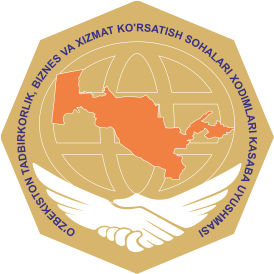 O'ZBEKISTON TADBIRKORLIK, BIZNES VA XIZMAT KO'RSATISH SOHALARI XODIMLARI KASABA UYUSHMASI